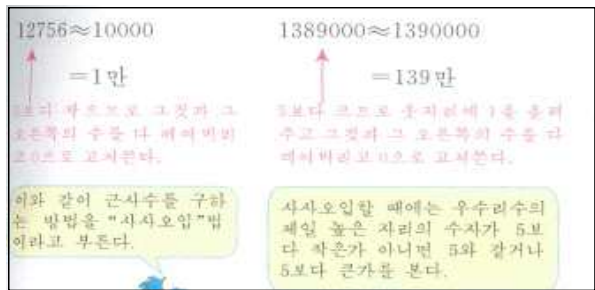 12756≈10000
=1만
5보다 작으므로 그것과 그
오른쪽의 수를 다 떼여버리
고 0으로 고쳐쓴다.
이와 같이 근사수를 구하
는 방법을 "사사오입"법
이라고 부른다.
1389000≈1390000
=139만
5보다 크므로 웃자리에 1을 올려
주고 그것과 그 오른쪽의 수를 다
떼여버리고 0으로 고쳐쓴다.
사사오입할 때에는 우수리수의
제일 높은 자리의 수자가 5보
다 작은가 아니면 5와 같거나
5보다 큰가를 본다.